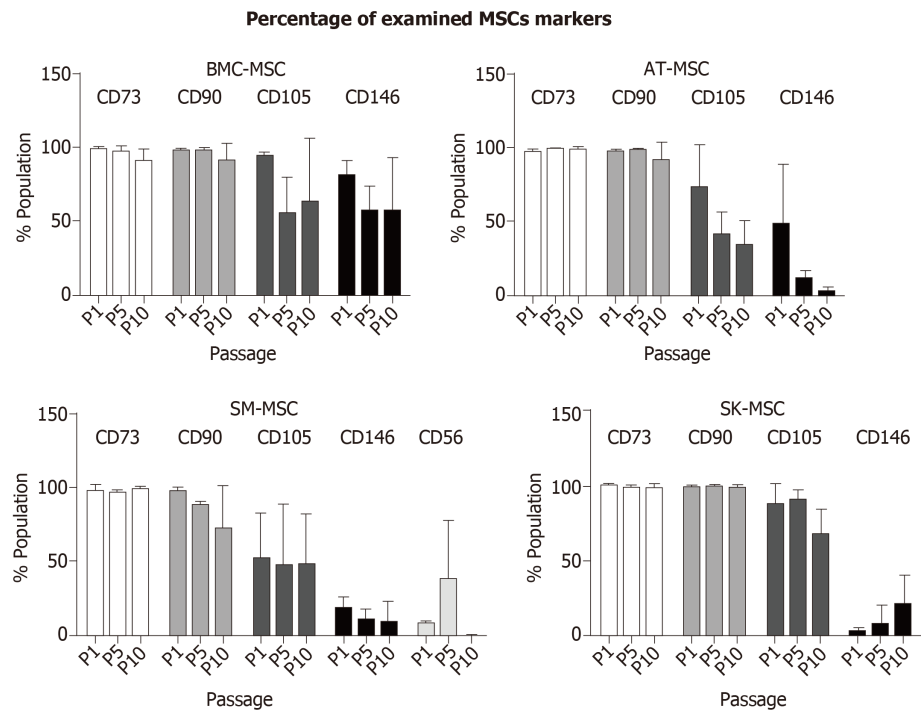 Percentage of examined MSCs markers
BMC-MSC
CD73 CD90 CD105 CD146
% Population
150
100
50
0
P1 P5 P10 P1 P5 P10 P1 P5 P10 P1 P5 P10
Passage
AT-MSC
CD73 CD90 CD105 CD146
% Population
150
100
50
0
P1 P5 P10 P1 P5 P10 P1 P5 P10 P1 P5 P10
Passage
SM-MSC
CD73 CD90 CD105 CD146 CD56
% Population
150
100
50
0
P1 P5 P10 P1 P5 P10 P1 P5 P10 P1 P5 P10 P1 P5 P10
Passage
SK-MSC
CD73 CD90 CD105 CD146
% Population
150
100
50
0
P1 P5 P10 P1 P5 P10 P1 P5 P10 P1 P5 P10
Passage